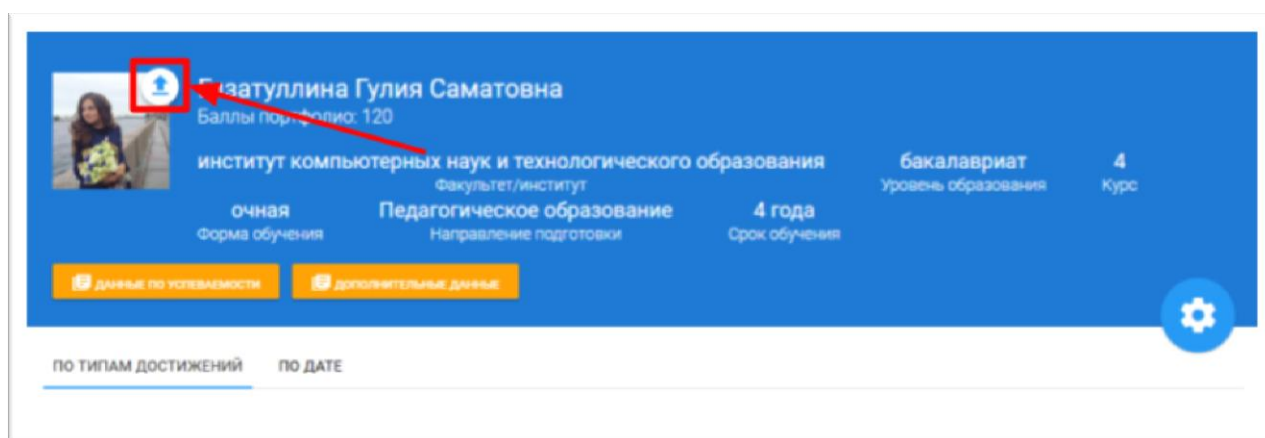 Гулия Саматовна
Баллы портфолио: 120
институт компьютерных наук и технологического образования
Факультет/институт
бакалавриат
Уровень образования
4
Курс
очная
Форма обучения
Педагогическое образование
Направление подготовки
4 года
Срок обучения
ДАННЫЕ ПО УСПЕВАЕМОСТИ
ДОПОЛНИТЕЛЬНЫЕ ДАННЫЕ
ПО ТИПАМ ДОСТИЖЕНИЙ
ПО ДАТЕ